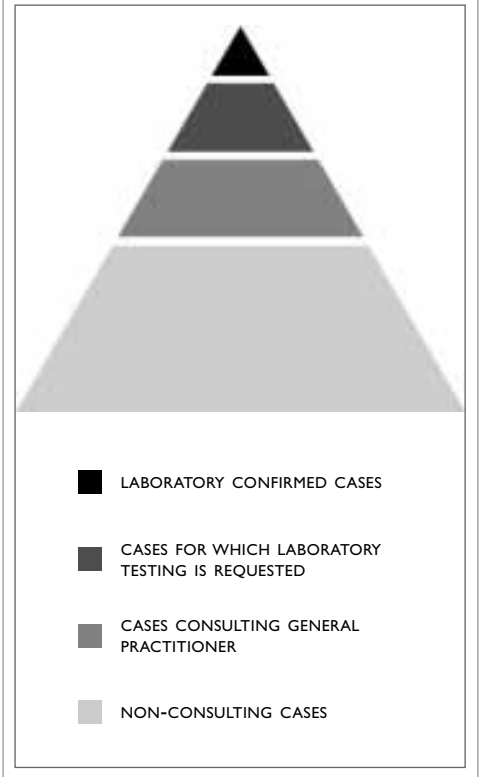 LABORATORY CONFIRMED CASES
CASES FOR WHICH LABORATORY
TESTING IS REQUESTED
CASES CONSULTING GENERAL
PRACTITIONER
NON-CONSULTING CASES